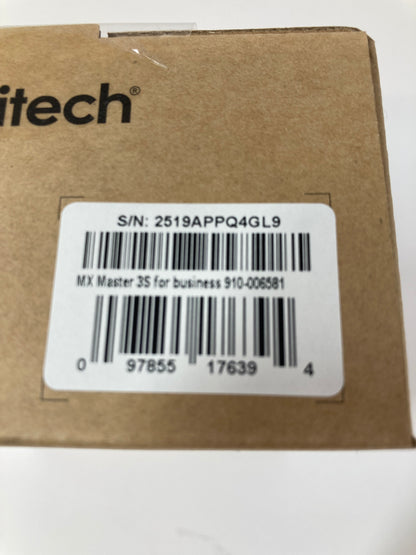 itech®
S/N: 2519APPQ4GL9
MX Master 3S for business 910-006581
0 97855 17639 4